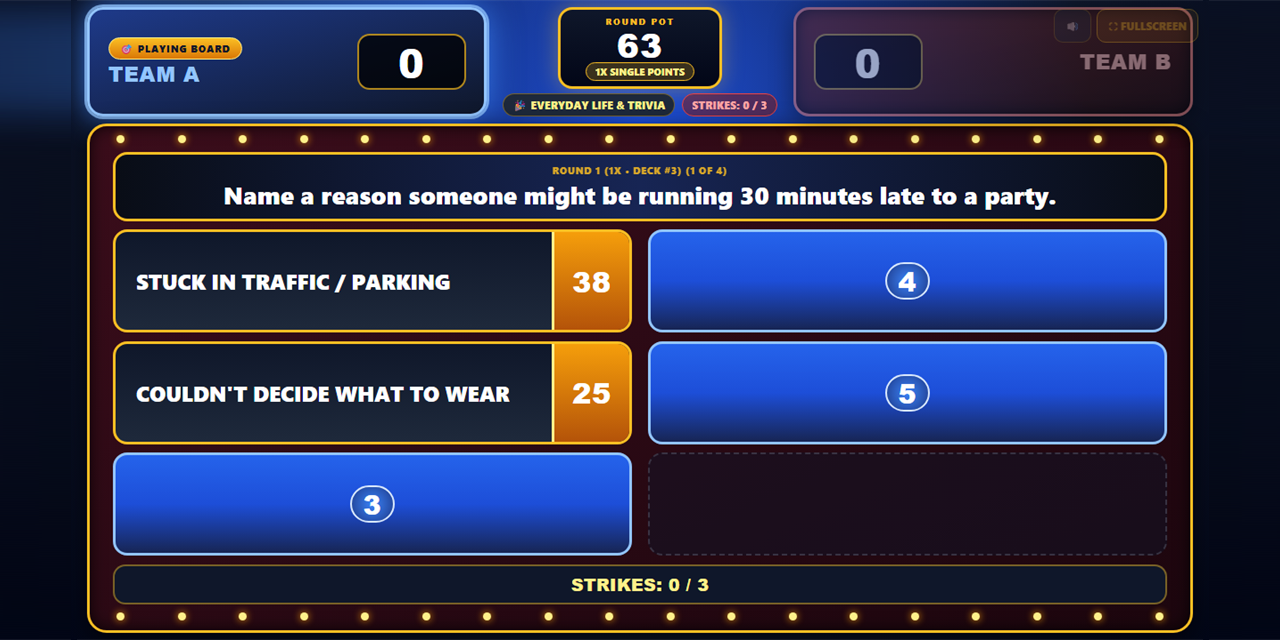 PLAYING BOARD
TEAM A
0
ROUND POT
63
1X SINGLE POINTS
EVERYDAY LIFE & TRIVIA
STRIKES: 0 / 3
0
FULLSCREEN
TEAM B
ROUND 1 (1X • DECK #3) (1 OF 4)
Name a reason someone might be running 30 minutes late to a party.
STUCK IN TRAFFIC / PARKING 38
4
COULDN'T DECIDE WHAT TO WEAR 25
5
3
STRIKES: 0 / 3